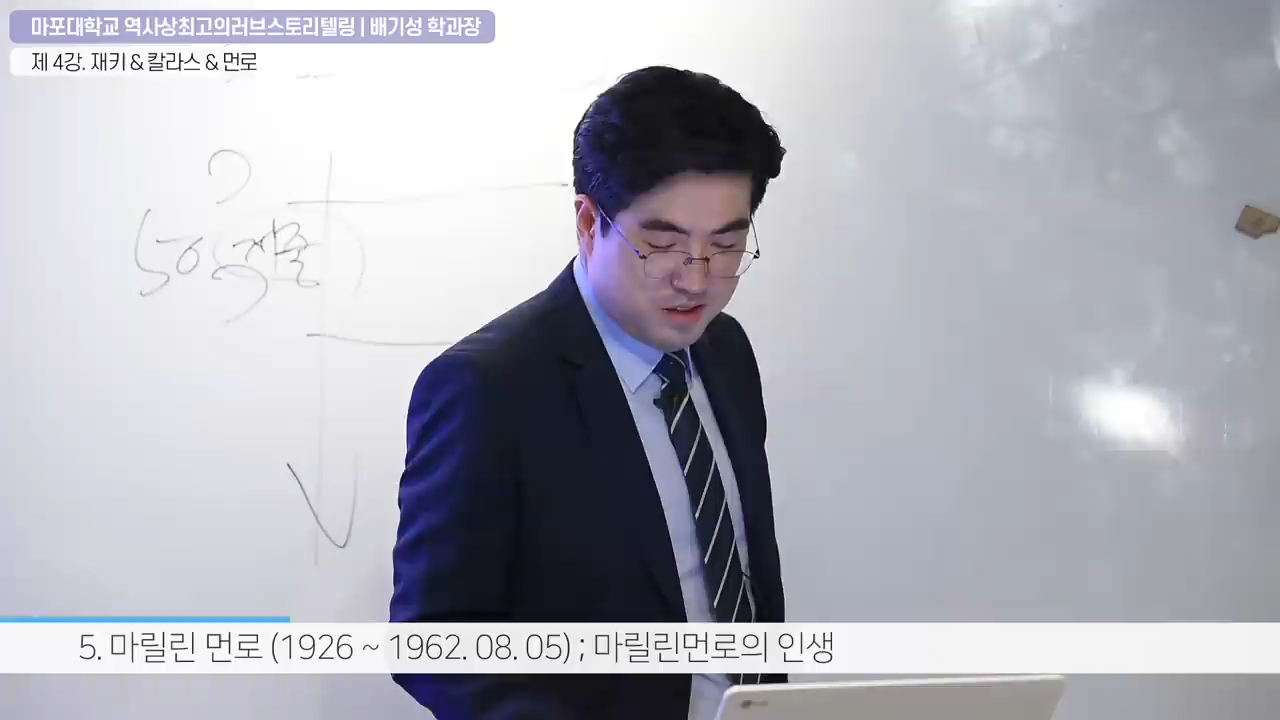 마포대학교 역사상최고의러브스토리텔링 | 배기성 학과장
제 4강. 재키 & 칼라스 & 먼로
?
5. 마릴린 먼로 (1926 ~ 1962. 08. 05) ; 마릴린먼로의 인생